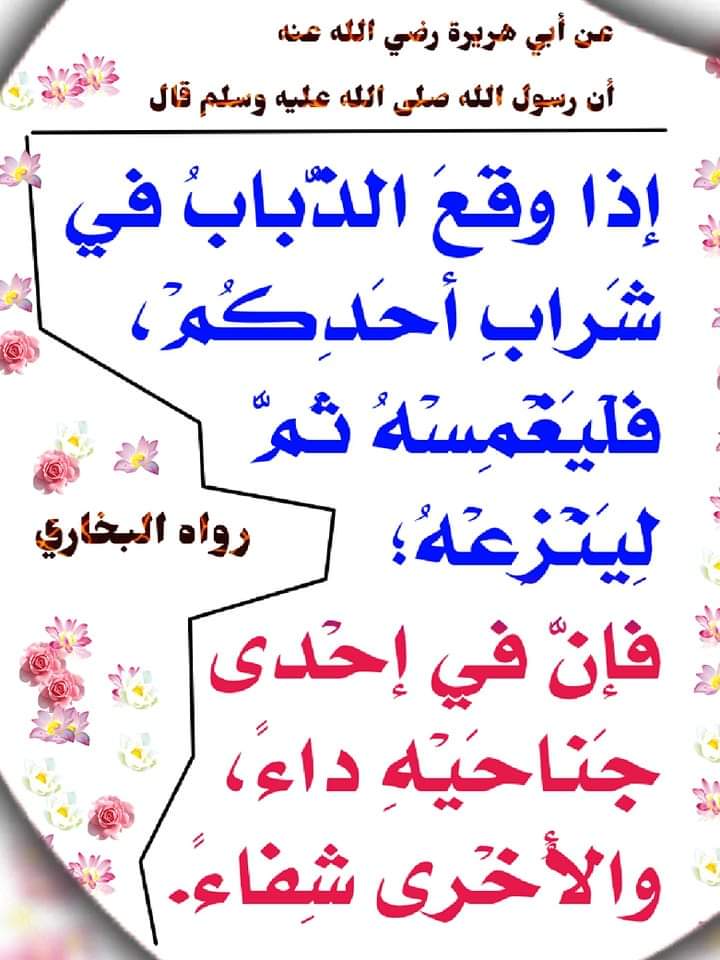 عن أبي هريرة رضي الله عنه
أن رسول الله صلى الله عليه وسلم قال
إذا وقعَ الذُّبابُ في
شَرابِ أحَدِكُمْ،
فَلْيَغْمِسْهُ ثُمَّ
لِيَنْزِعْهُ؛
رواه البخاري
فإنَّ في إحْدى
جَناحَيْهِ داءً،
والأُخْرى شِفاءً.